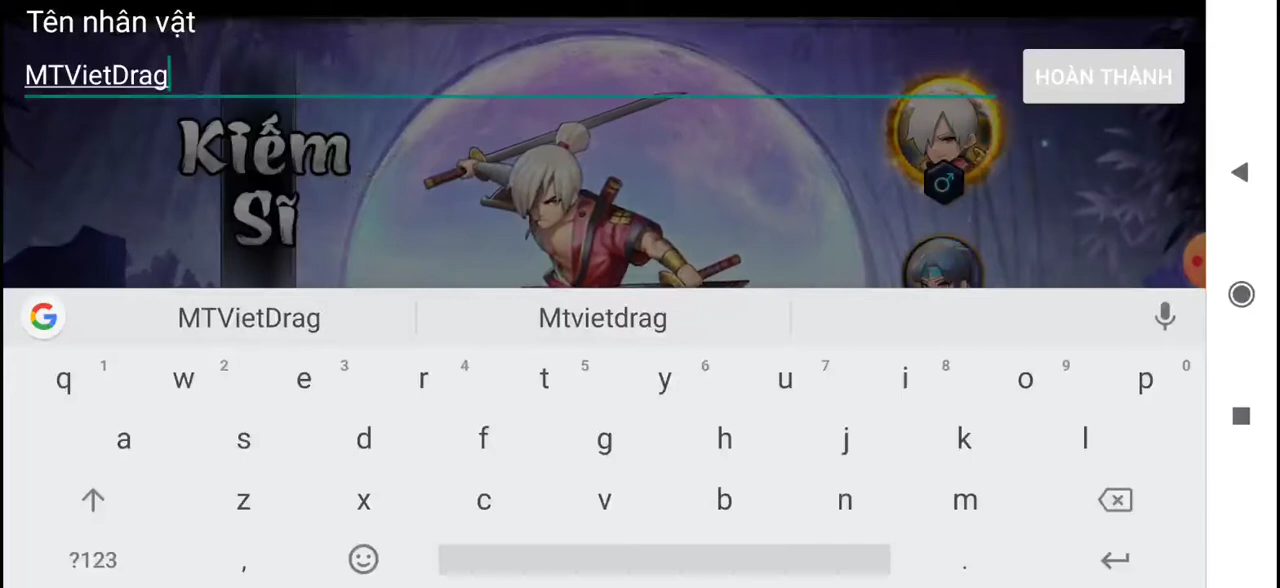 Tên nhân vật
MTVietDrag
HOÀN THÀNH
Kiếm
Sĩ
MTVietDrag Mtvietdrag
q 1 w 2 e 3 r 4 t 5 y 6 u 7 i 8 o 9 p 0
a s d f g h j k l
z x c v b n m
?123 , .